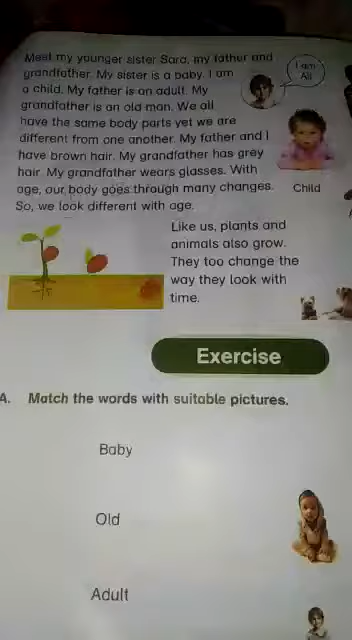 Meet my younger sister Sara, my father and
grandfather. My sister is a baby. I am
a child. My father is an adult. My
grandfather is an old man. We all
have the same body parts yet we are
different from one another. My father and I
have brown hair. My grandfather has grey
hair. My grandfather wears glasses. With
age, our body goes through many changes.
So, we look different with age.
I am
Ali
Child
Like us, plants and
animals also grow.
They too change the
way they look with
time.
Exercise
A. Match the words with suitable pictures.
Baby
Old
Adult